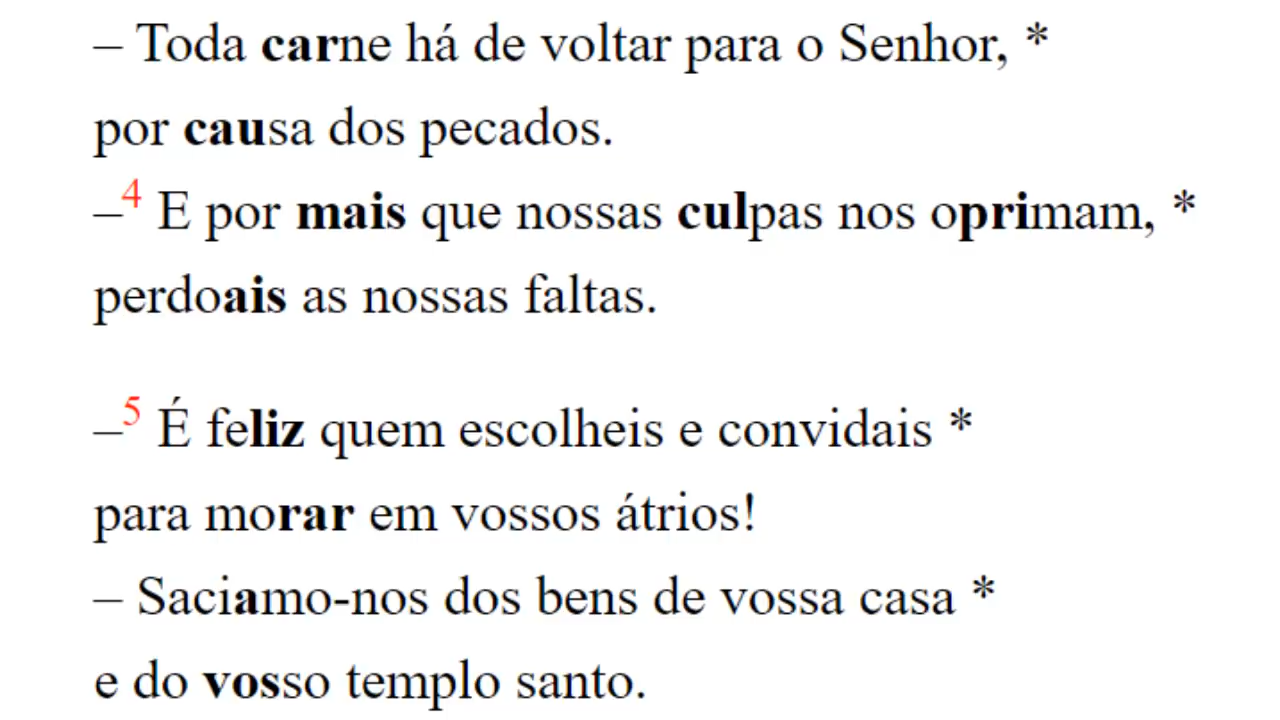 – Toda carne há de voltar para o Senhor, *
por causa dos pecados.
–4 E por mais que nossas culpas nos oprimam, *
perdoais as nossas faltas.
–5 É feliz quem escolheis e convidais *
para morar em vossos átrios!
– Saciamo-nos dos bens de vossa casa *
e do vosso templo santo.